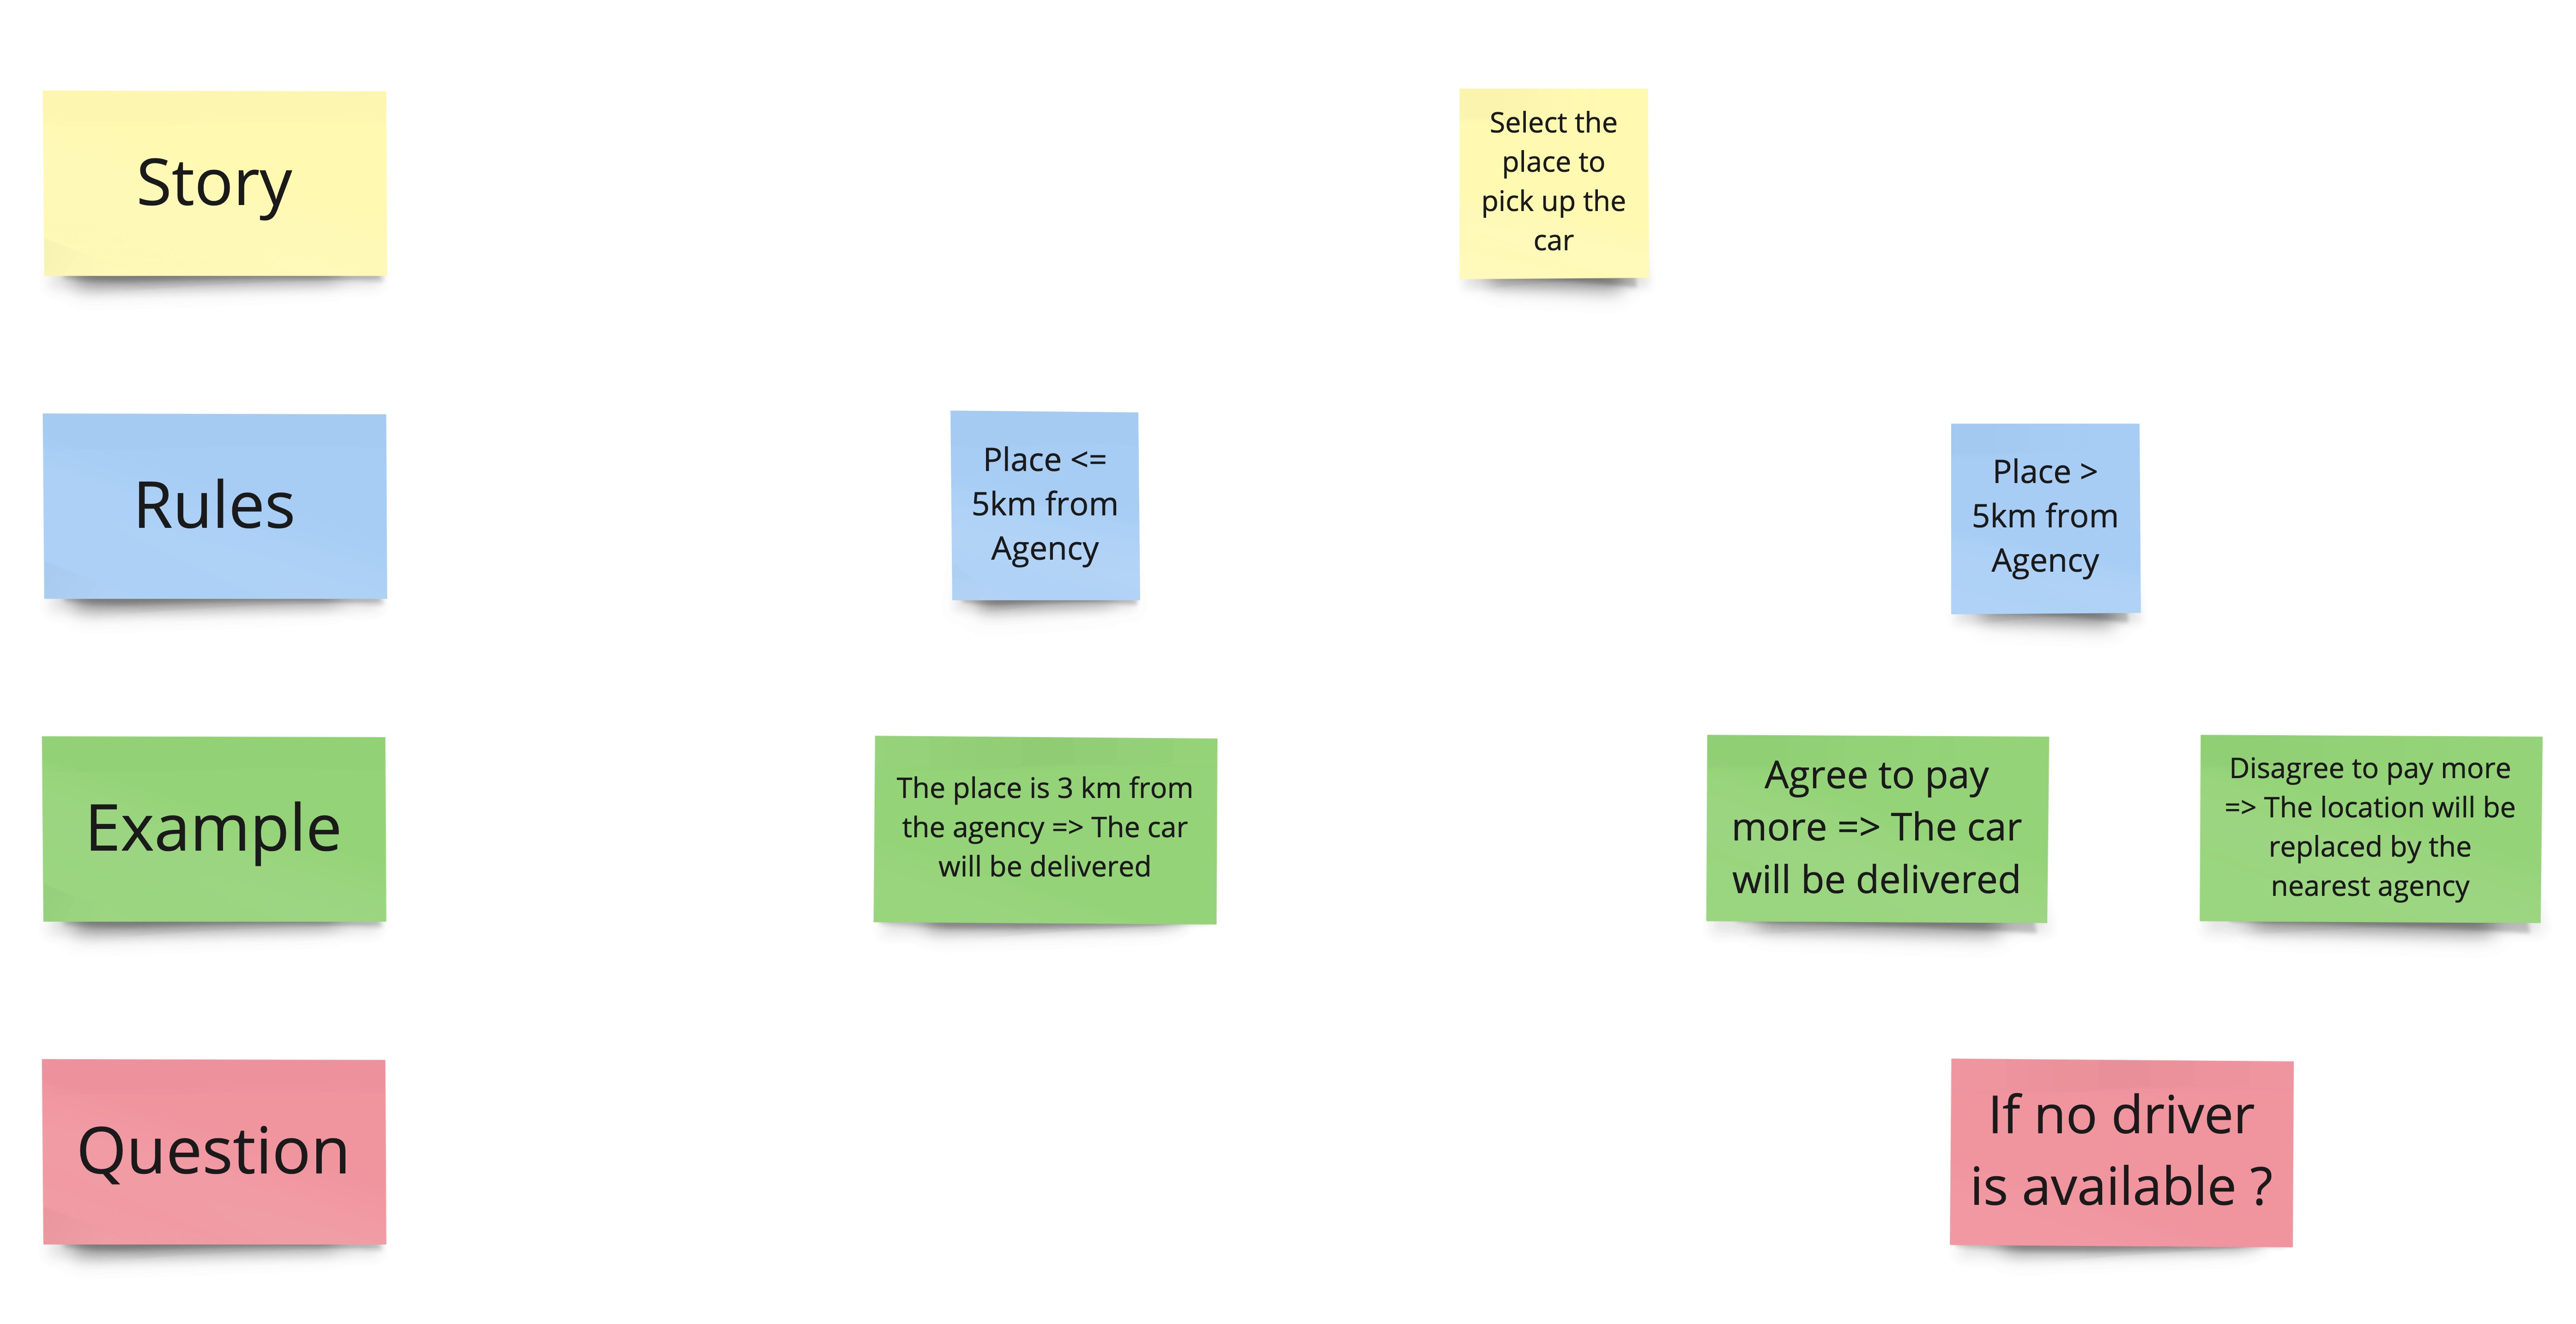 Story
Select the
place to
pick up the
car
Rules
Place <=
5km from
Agency
Place >
5km from
Agency
Example
The place is 3 km from
the agency => The car
will be delivered
Agree to pay
more => The car
will be delivered
Disagree to pay more
=> The location will be
replaced by the
nearest agency
Question
If no driver
is available ?